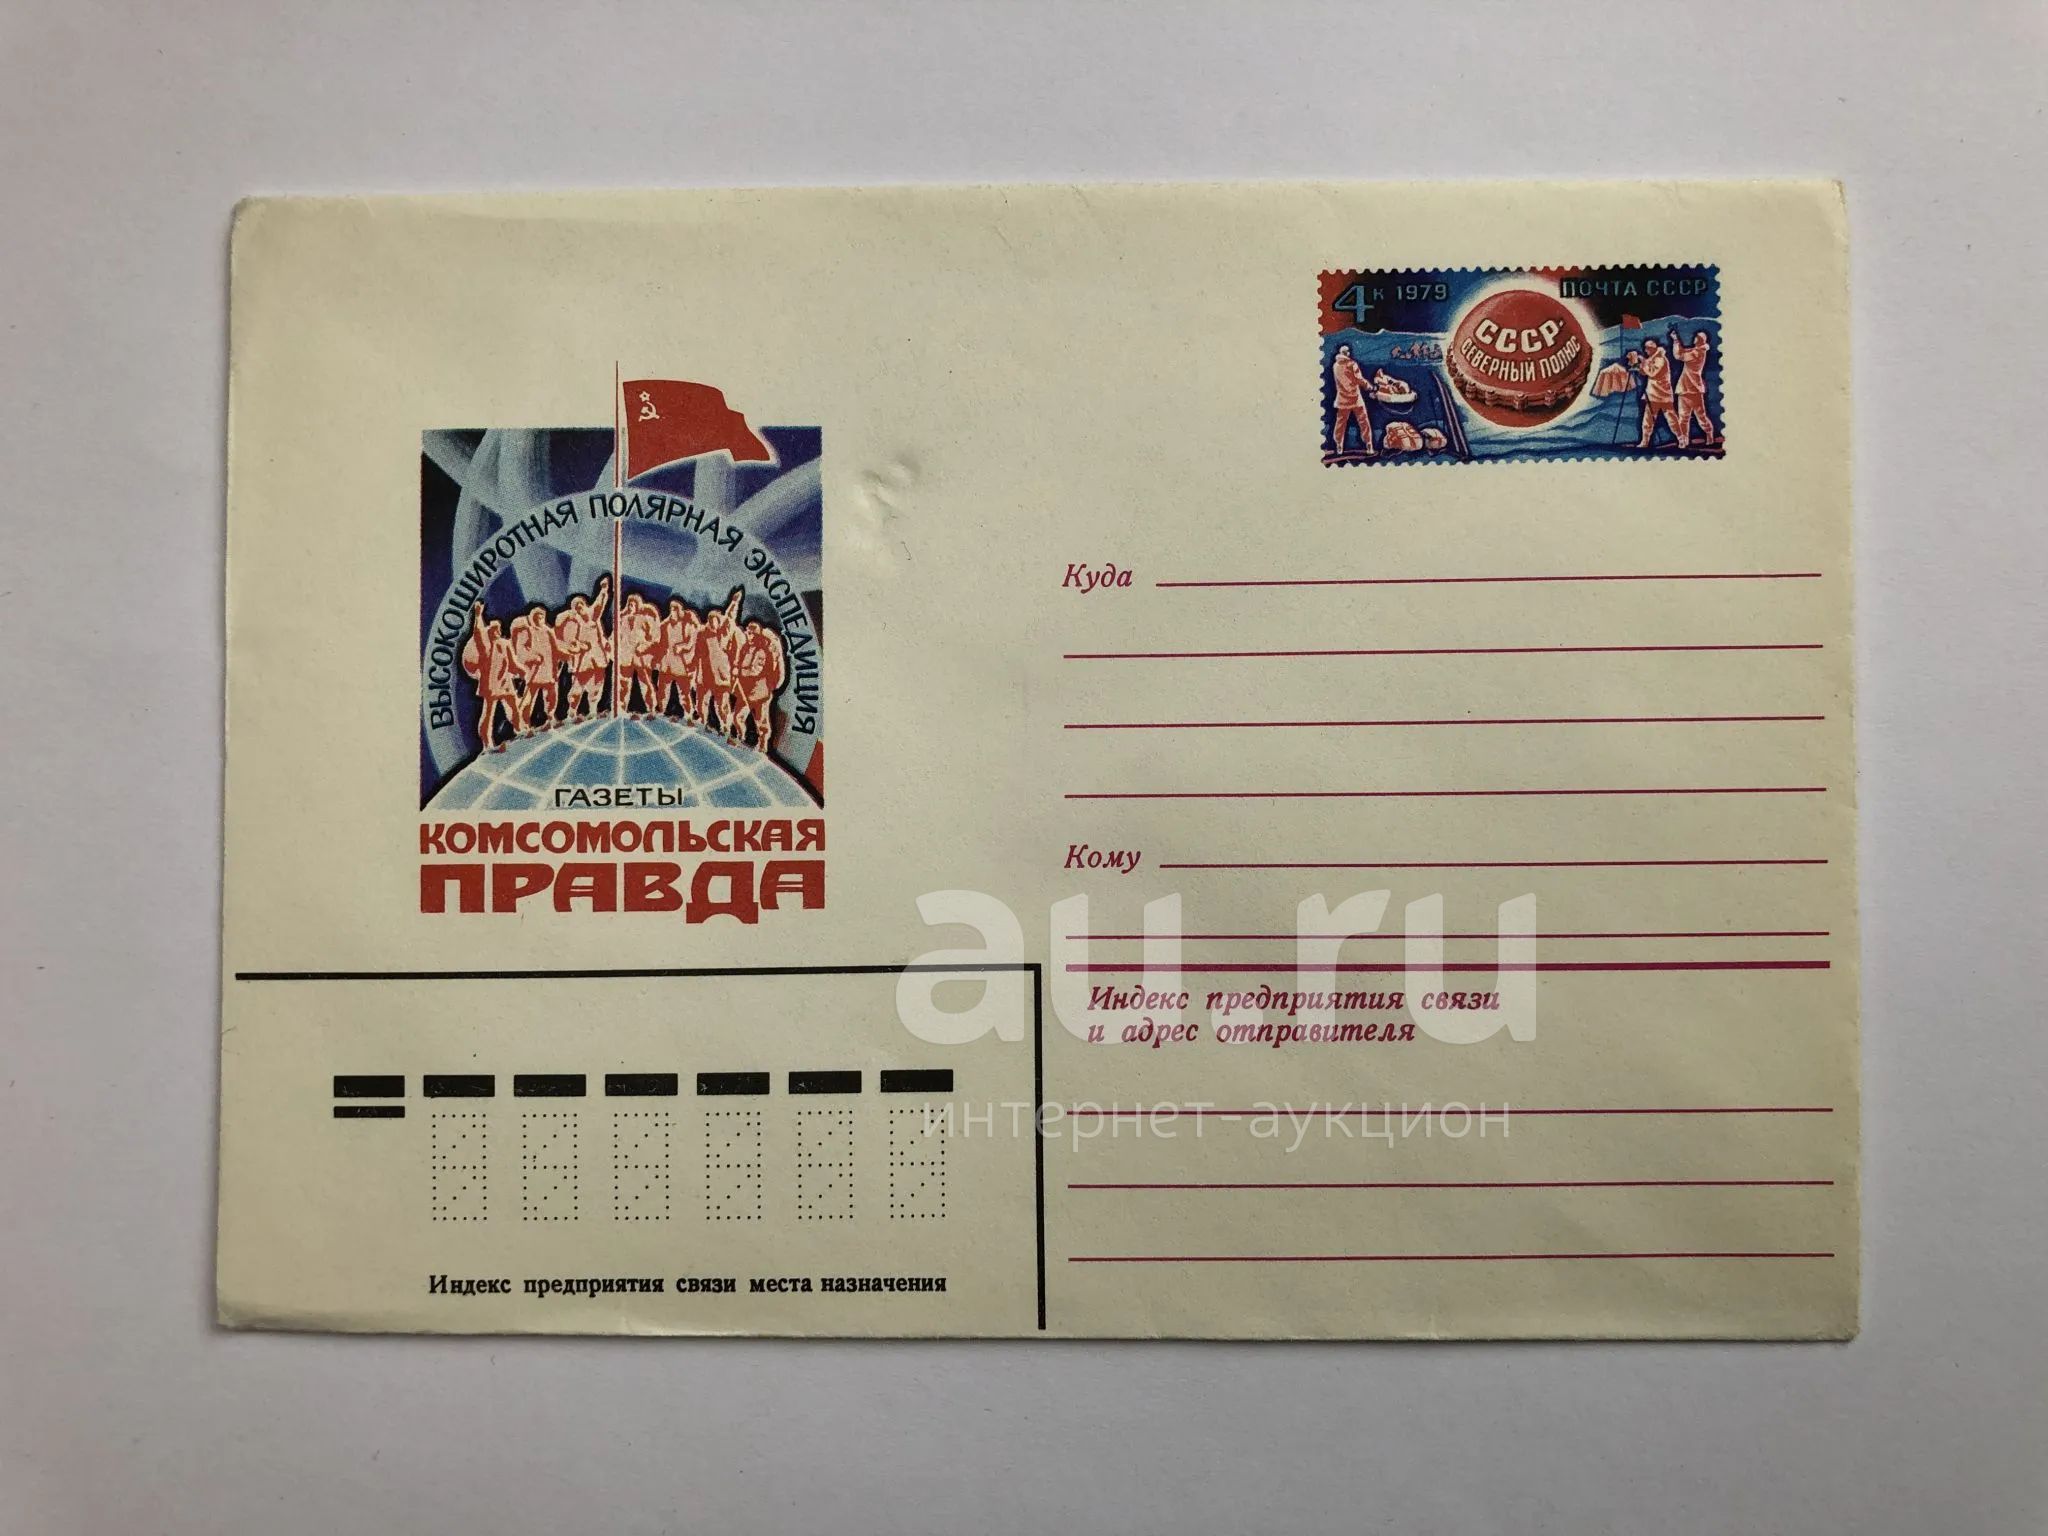 4к 1979 ПОЧТА СССР
СССР.
СЕВЕРНЫЙ ПОЛЮС
ВЫСОКОШИРОТНАЯ ПОЛЯРНАЯ ЭКСПЕДИЦИЯ
ГАЗЕТЫ
КОМСОМОЛЬСКАЯ
ПРАВДА
Куда
Кому
Индекс предприятия связи
и адрес отправителя
au.ru
интернет-аукцион
Индекс предприятия связи места назначения